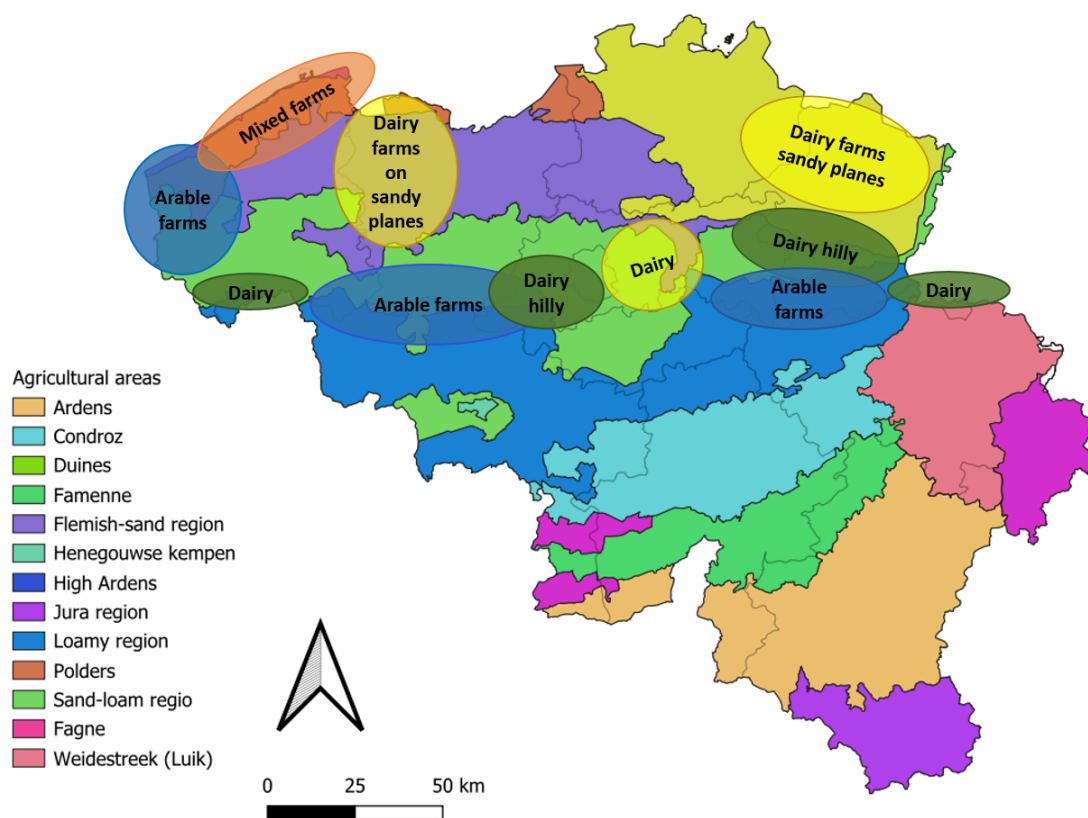 Mixed farms
Dairy
farms
on
sandy
planes
Dairy farms
sandy planes
Arable
farms
Dairy hilly
Dairy
Dairy
Arable farms
Dairy
hilly
Arable
farms
Dairy
Agricultural areas
Ardens
Condroz
Duines
Famenne
Flemish-sand region
Henegouwse kempen
High Ardens
Jura region
Loamy region
Polders
Sand-loam regio
Fagne
Weidestreek (Luik)
0 25 50 km